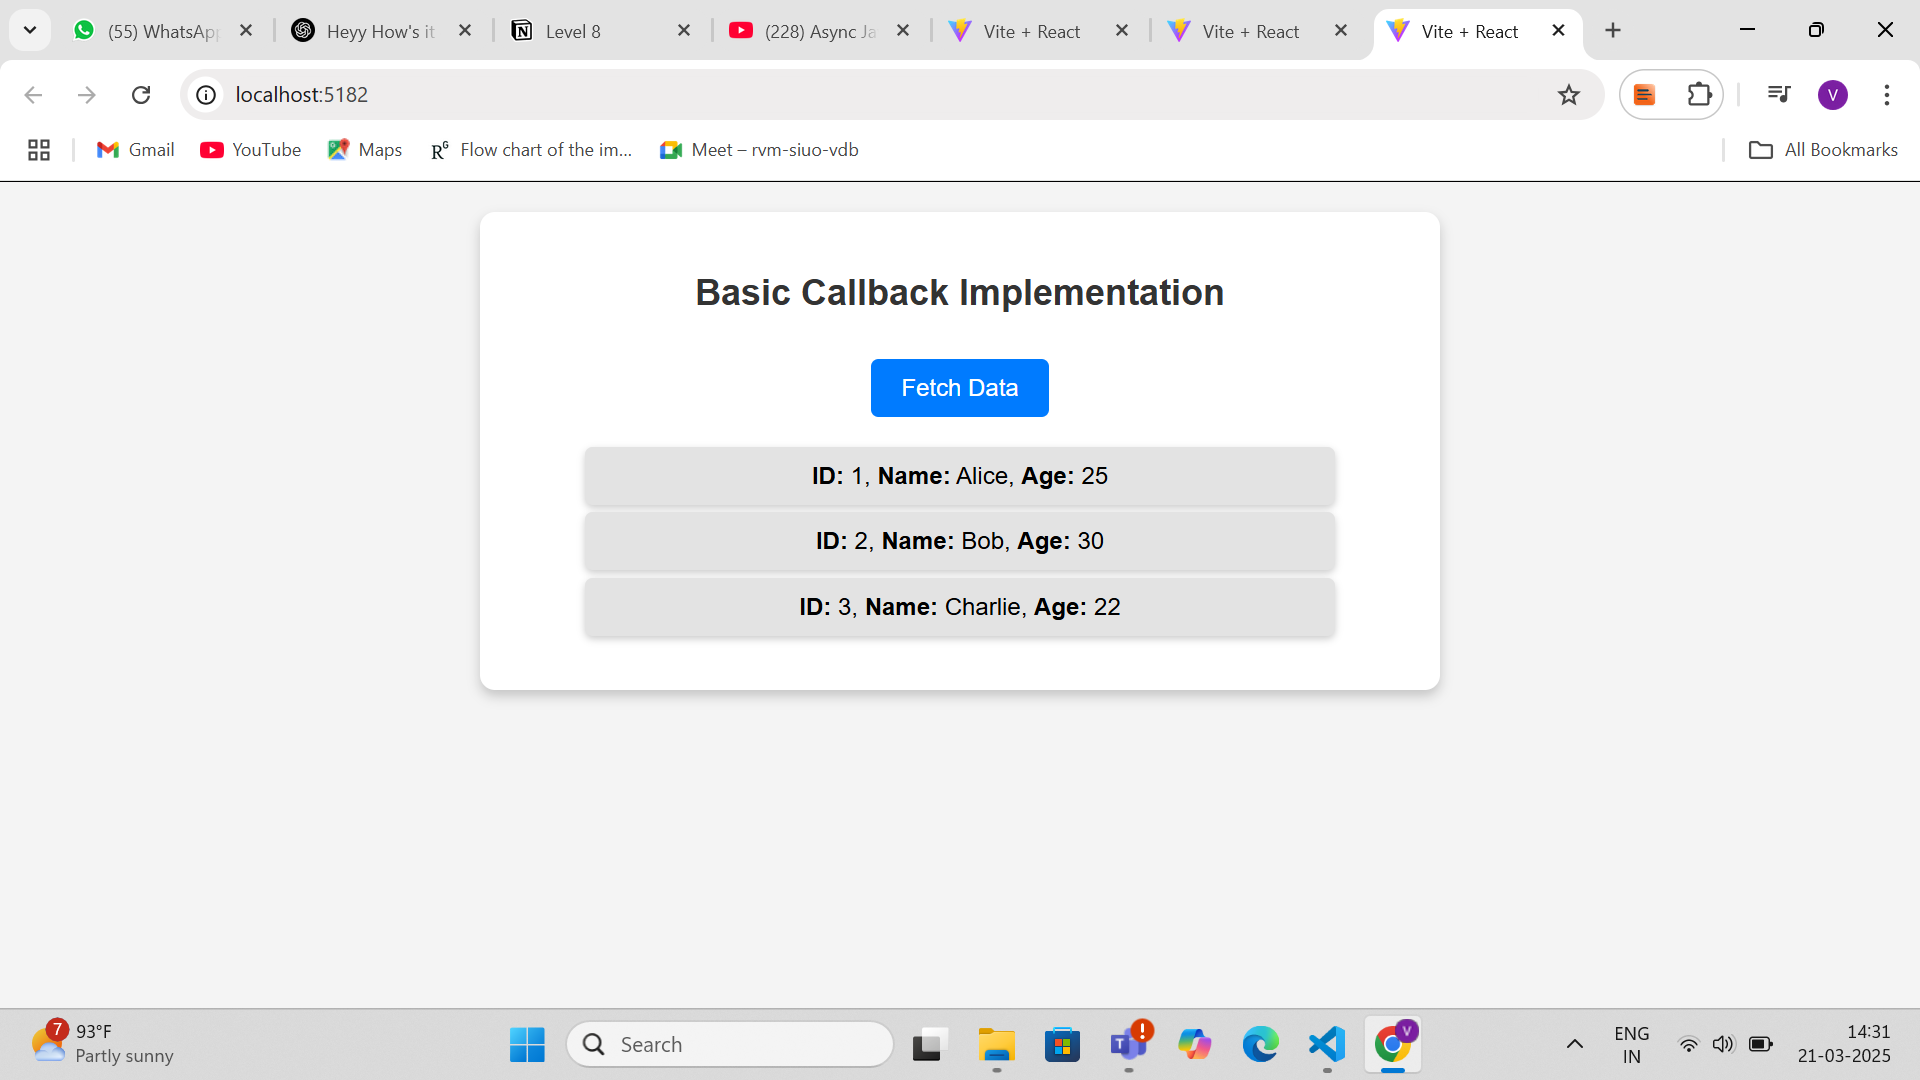 (55) WhatsApp
Heyy How's it
Level 8
(228) Async Ja
Vite + React
Vite + React
Vite + React
localhost:5182
V
Gmail
YouTube
Maps
RG
Flow chart of the im...
Meet – rvm-siuo-vdb
All Bookmarks
Basic Callback Implementation
Fetch Data
ID: 1, Name: Alice, Age: 25
ID: 2, Name: Bob, Age: 30
ID: 3, Name: Charlie, Age: 22
7
93°F
Partly sunny
Search
V
ENG
IN
14:31
21-03-2025